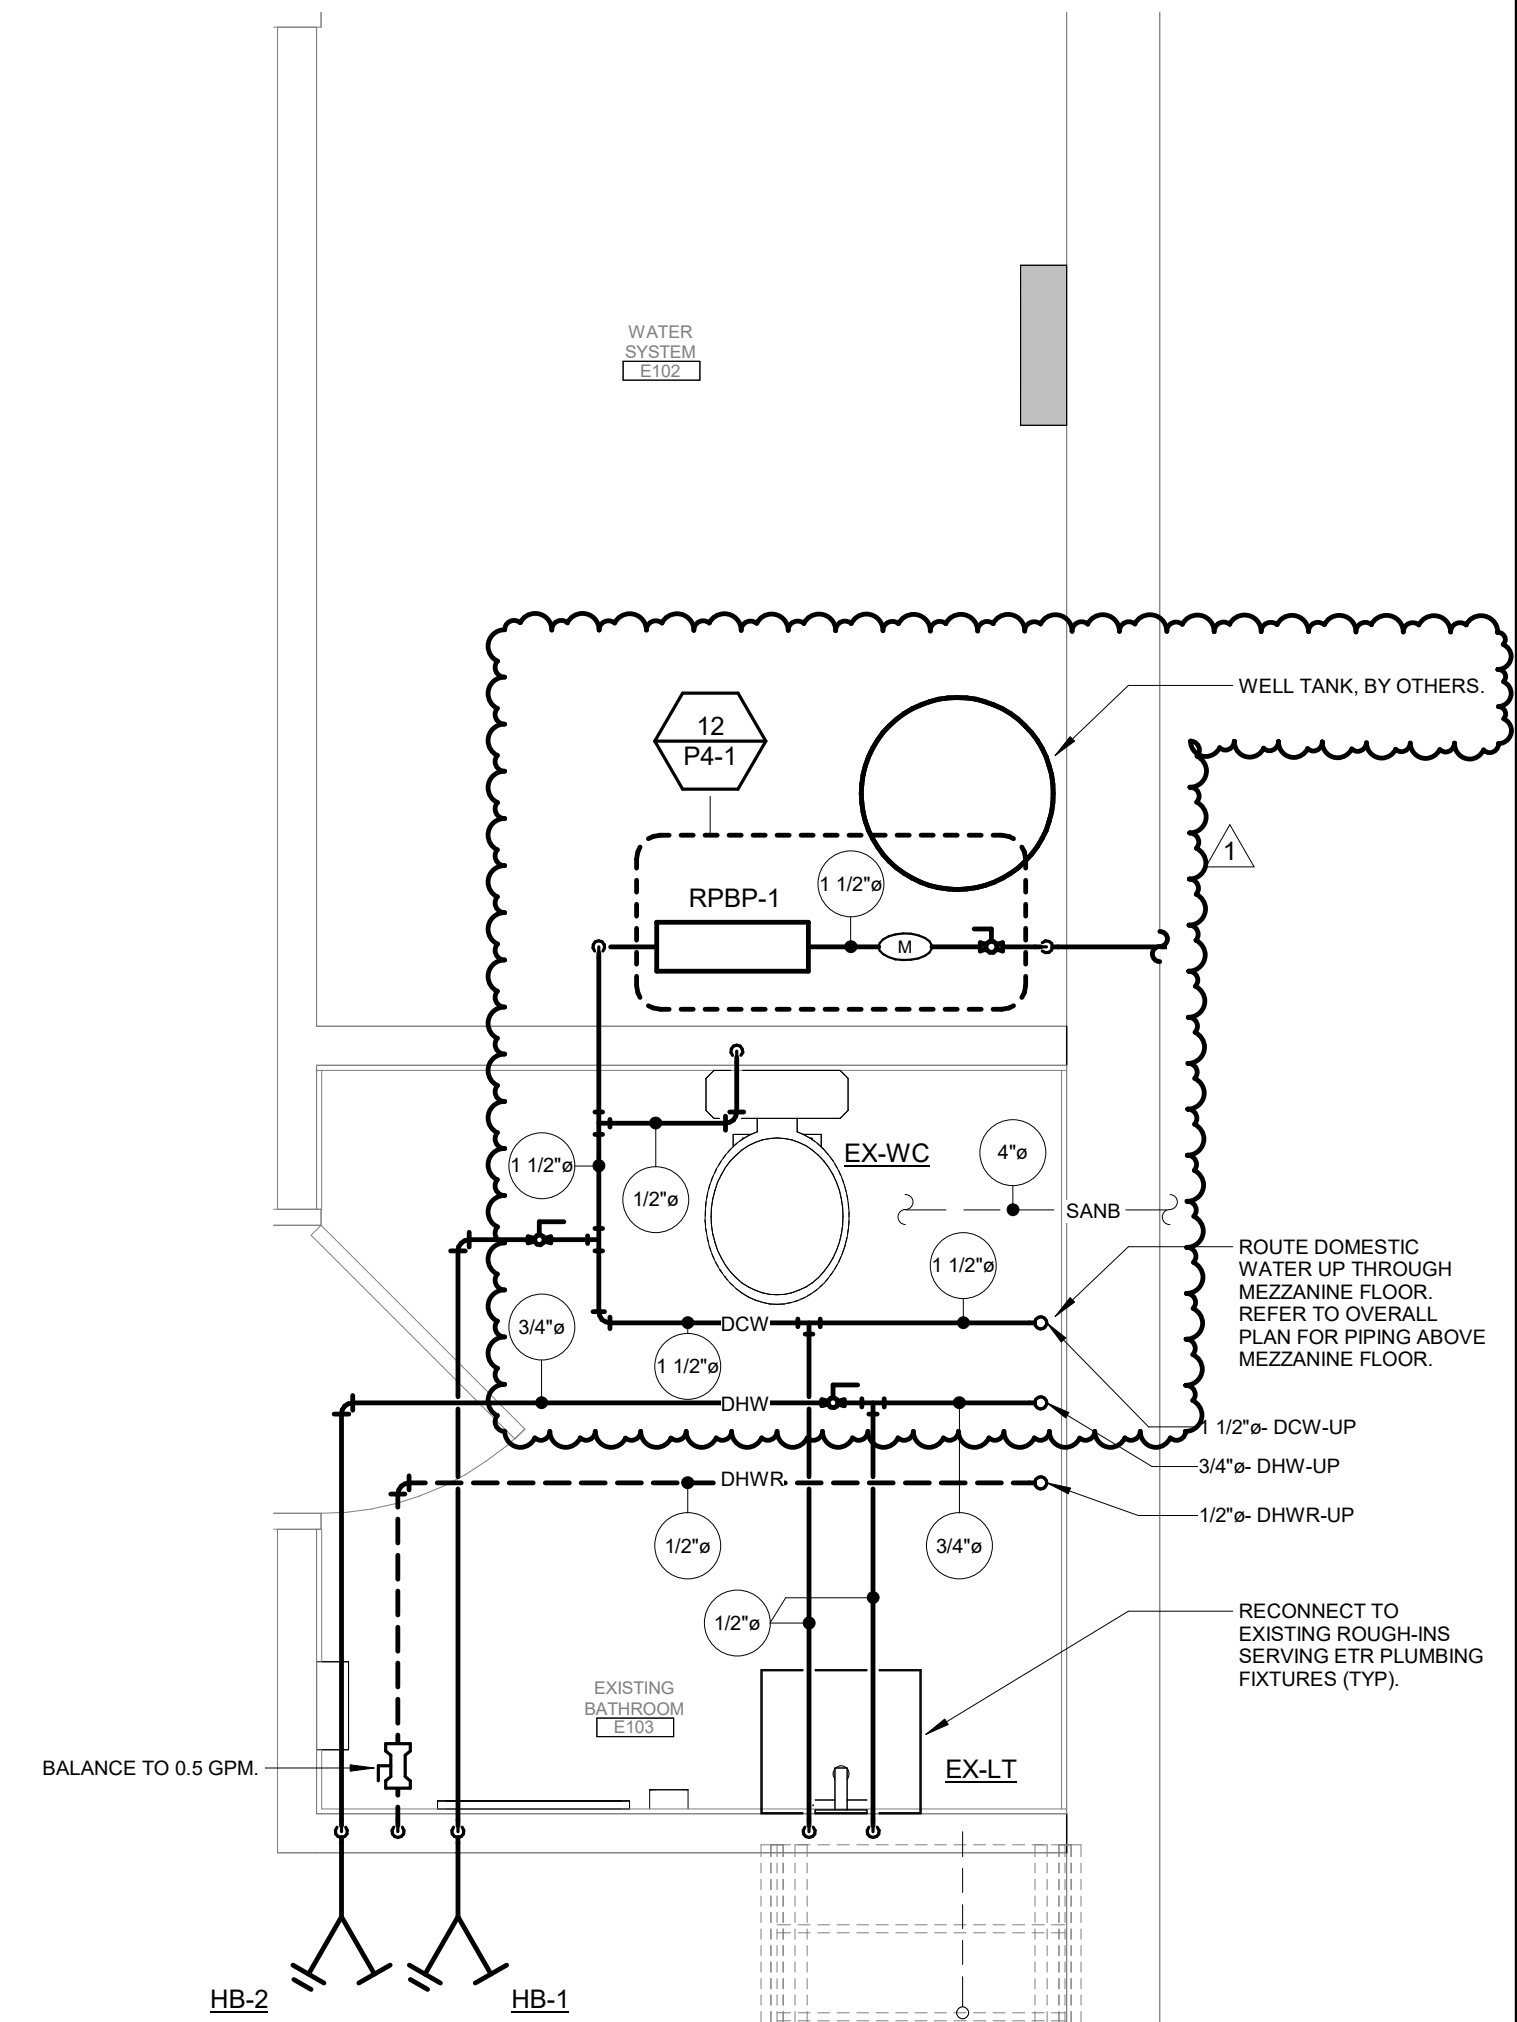 WATER
SYSTEM
E102
WELL TANK, BY OTHERS.
12
P4-1
1
1 1/2"ø
RPBP-1
M
EX-WC
4"ø
1 1/2"ø
1/2"ø
SANB
ROUTE DOMESTIC
WATER UP THROUGH
MEZZANINE FLOOR.
REFER TO OVERALL
PLAN FOR PIPING ABOVE
MEZZANINE FLOOR.
1 1/2"ø
3/4"ø
DCW
1 1/2"ø
DHW
1 1/2"ø- DCW-UP
3/4"ø- DHW-UP
DHWR
1/2"ø- DHWR-UP
1/2"ø
3/4"ø
1/2"ø
RECONNECT TO
EXISTING ROUGH-INS
SERVING ETR PLUMBING
FIXTURES (TYP).
EXISTING
BATHROOM
E103
BALANCE TO 0.5 GPM.
EX-LT
HB-2
HB-1